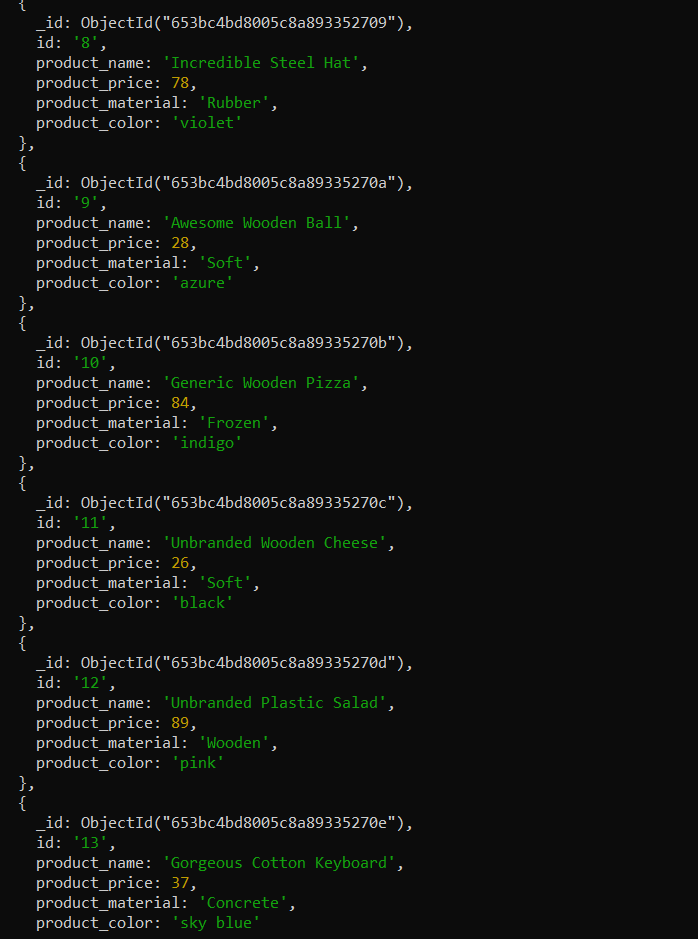 {
_id: ObjectId("653bc4bd8005c8a893352709"),
id: '8',
product_name: 'Incredible Steel Hat',
product_price: 78,
product_material: 'Rubber',
product_color: 'violet'
},
{
_id: ObjectId("653bc4bd8005c8a89335270a"),
id: '9',
product_name: 'Awesome Wooden Ball',
product_price: 28,
product_material: 'Soft',
product_color: 'azure'
},
{
_id: ObjectId("653bc4bd8005c8a89335270b"),
id: '10',
product_name: 'Generic Wooden Pizza',
product_price: 84,
product_material: 'Frozen',
product_color: 'indigo'
},
{
_id: ObjectId("653bc4bd8005c8a89335270c"),
id: '11',
product_name: 'Unbranded Wooden Cheese',
product_price: 26,
product_material: 'Soft',
product_color: 'black'
},
{
_id: ObjectId("653bc4bd8005c8a89335270d"),
id: '12',
product_name: 'Unbranded Plastic Salad',
product_price: 89,
product_material: 'Wooden',
product_color: 'pink'
},
{
_id: ObjectId("653bc4bd8005c8a89335270e"),
id: '13',
product_name: 'Gorgeous Cotton Keyboard',
product_price: 37,
product_material: 'Concrete',
product_color: 'sky blue'